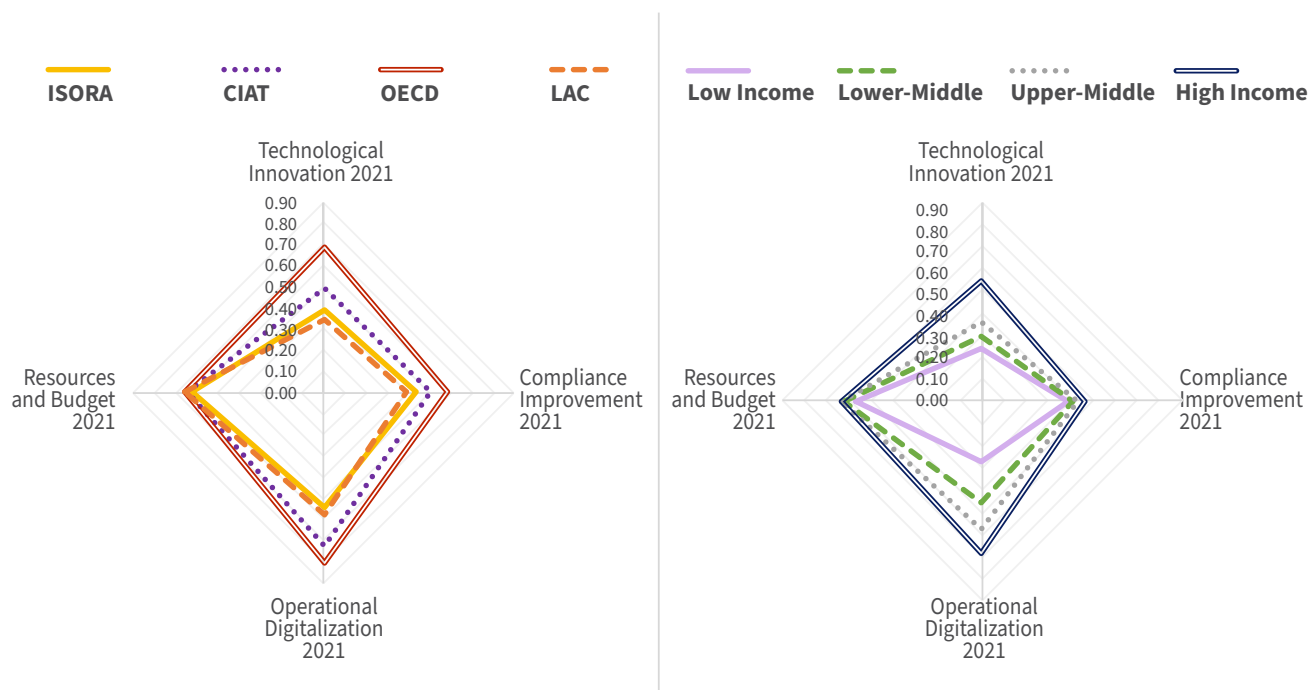 ISORA CIAT OECD LAC
Technological
Innovation 2021
0.90
0.80
0.70
0.60
0.50
0.40
0.30
0.20
0.10
0.00
Resources
and Budget
2021
Compliance
Improvement
2021
Operational
Digitalization
2021
Low Income Lower-Middle Upper-Middle High Income
Technological
Innovation 2021
0.90
0.80
0.70
0.60
0.50
0.40
0.30
0.20
0.10
0.00
Resources
and Budget
2021
Compliance
Improvement
2021
Operational
Digitalization
2021